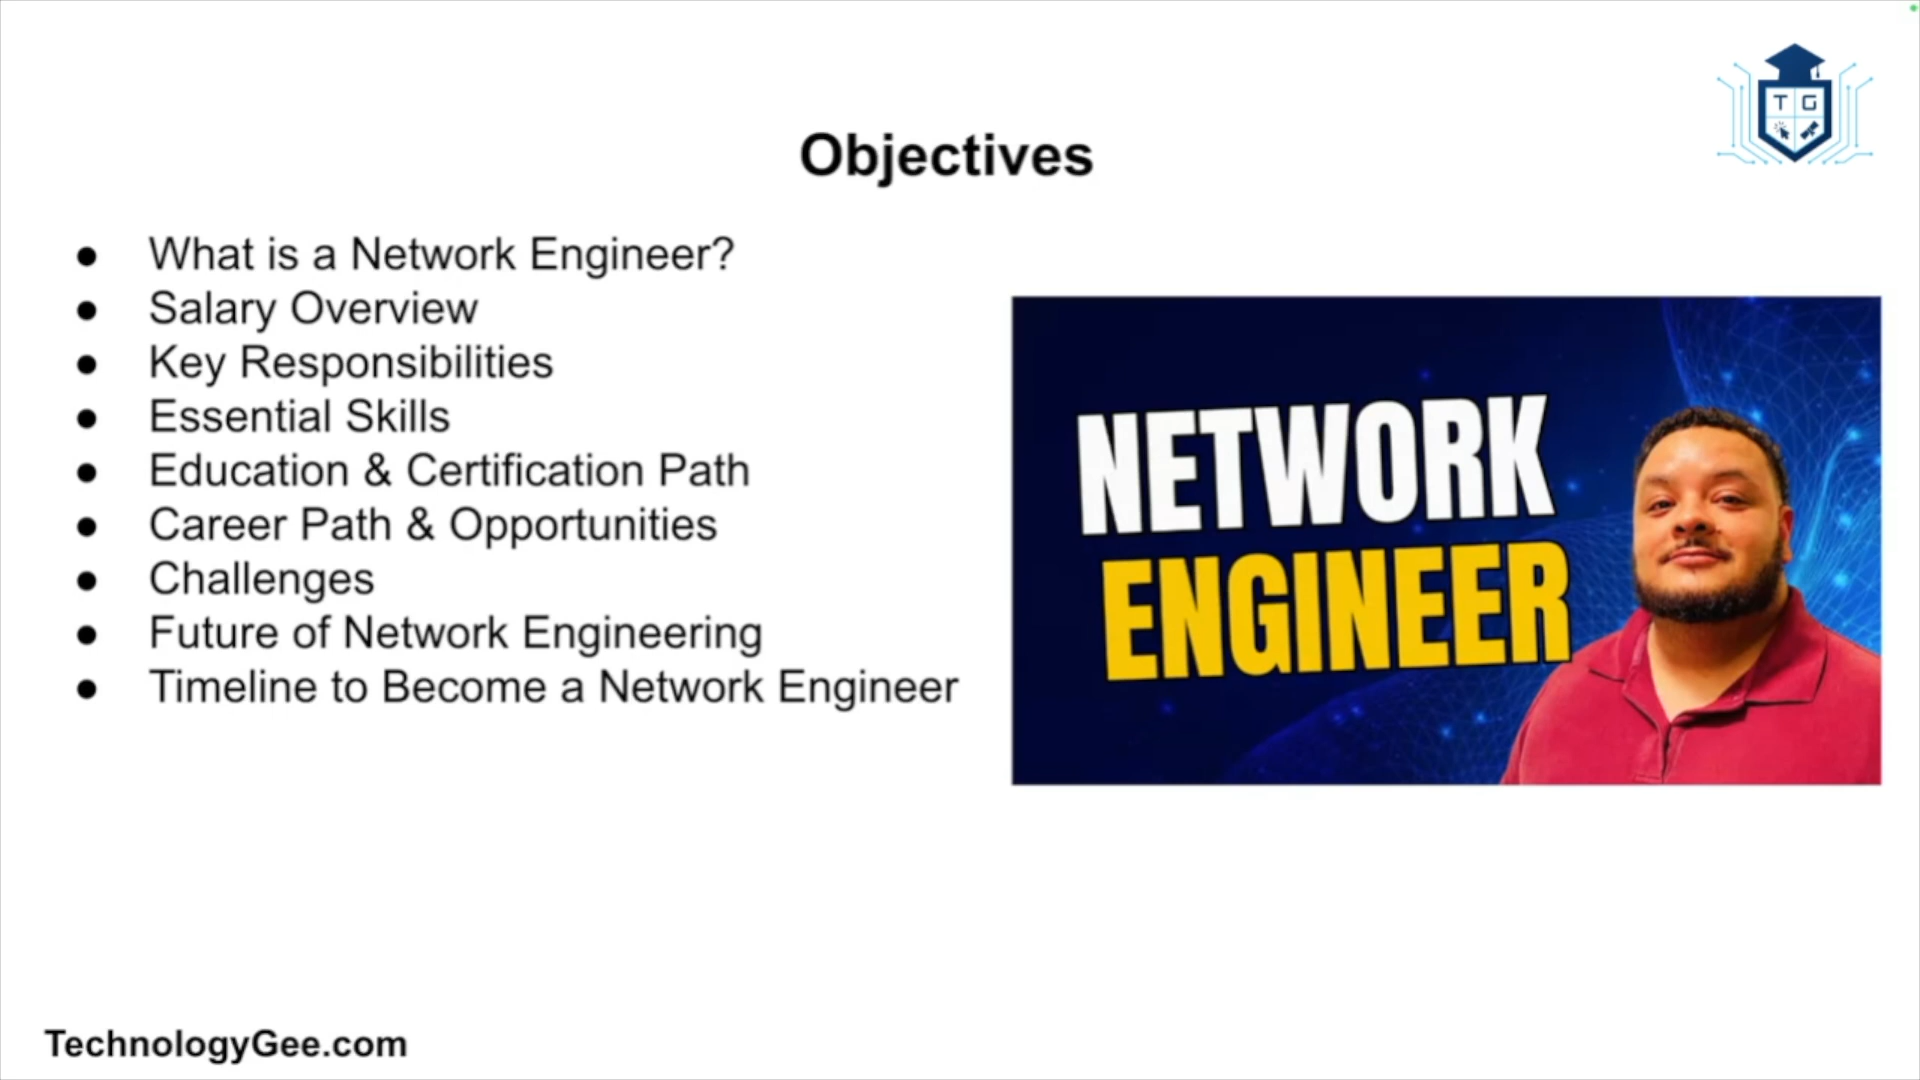 T G
Objectives
● What is a Network Engineer?
● Salary Overview
● Key Responsibilities
● Essential Skills
● Education & Certification Path
● Career Path & Opportunities
● Challenges
● Future of Network Engineering
● Timeline to Become a Network Engineer
NETWORK
ENGINEER
TechnologyGee.com